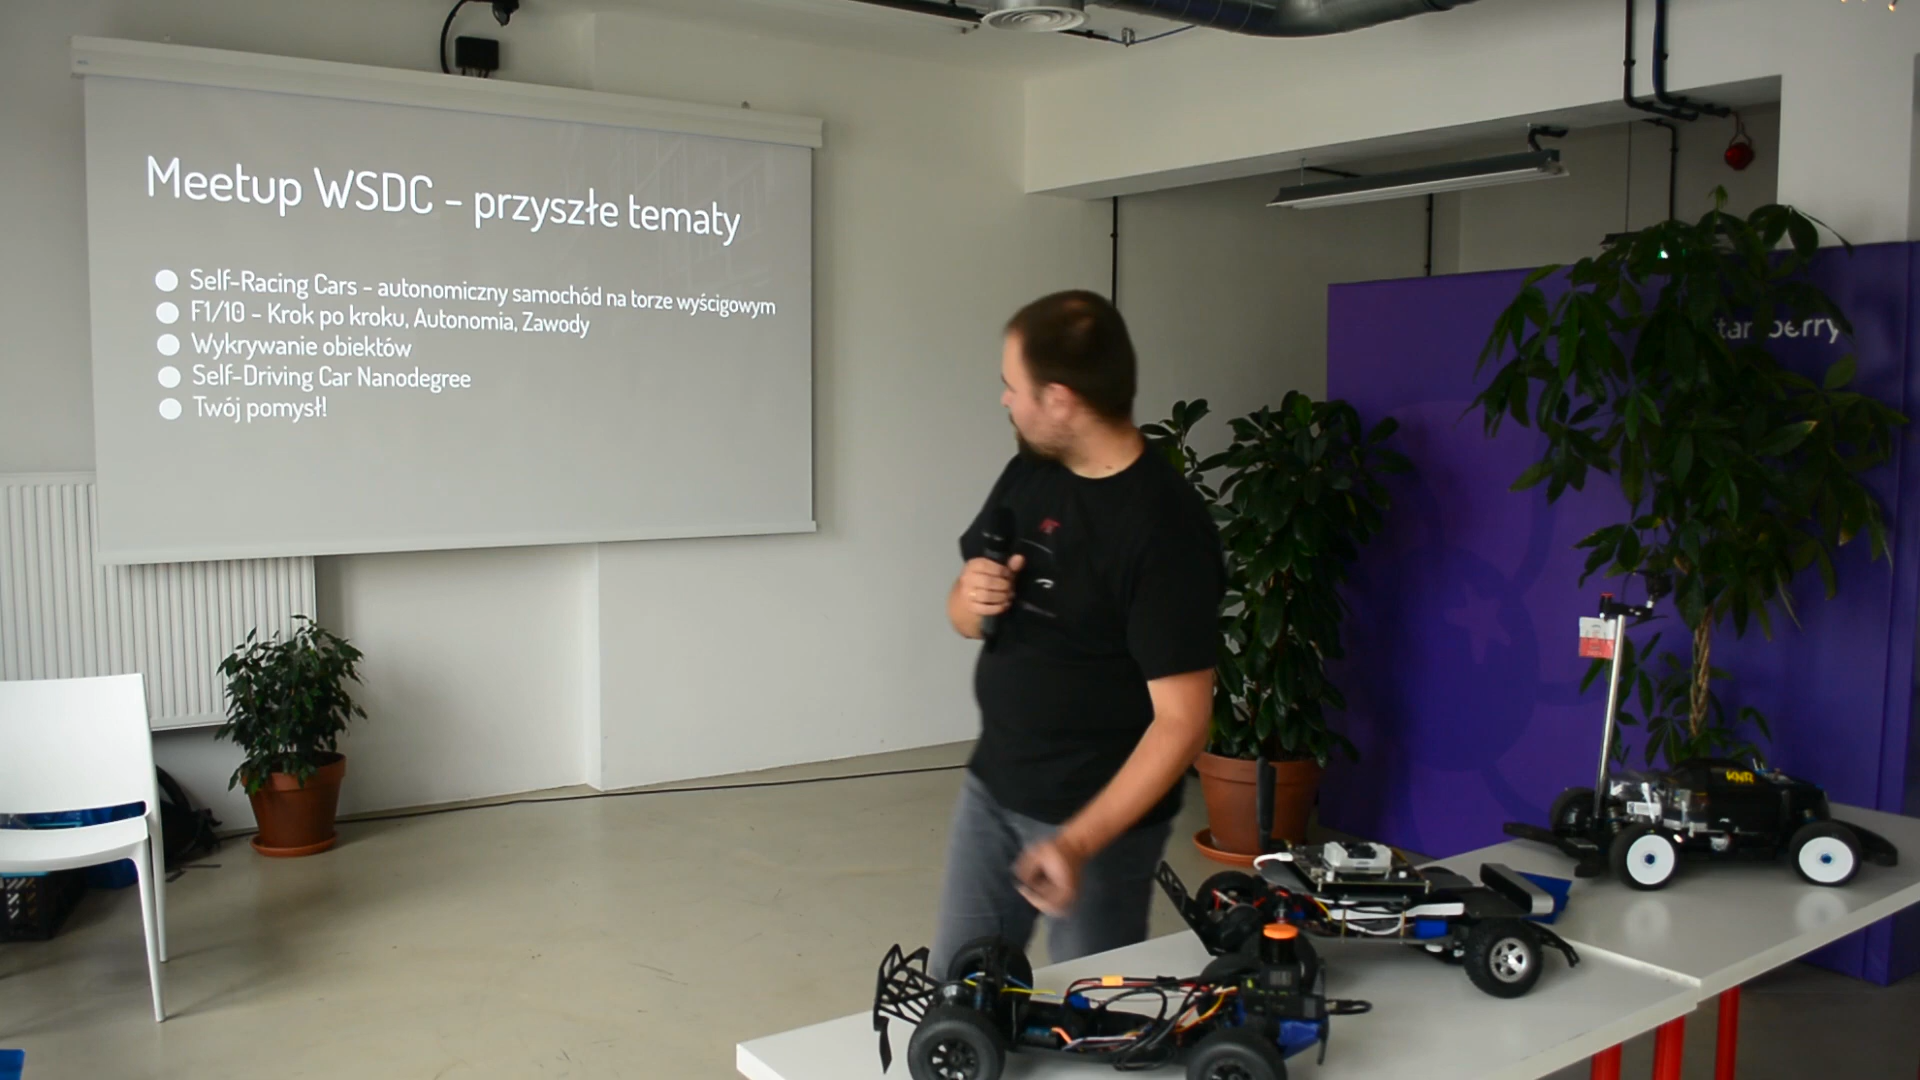 Meetup WSDC - przyszłe tematy
Self-Racing Cars - autonomiczny samochód na torze wyścigowym
F1/10 - Krok po kroku, Autonomia, Zawody
Wykrywanie obiektów
Self-Driving Car Nanodegree
Twój pomysł!
KNR